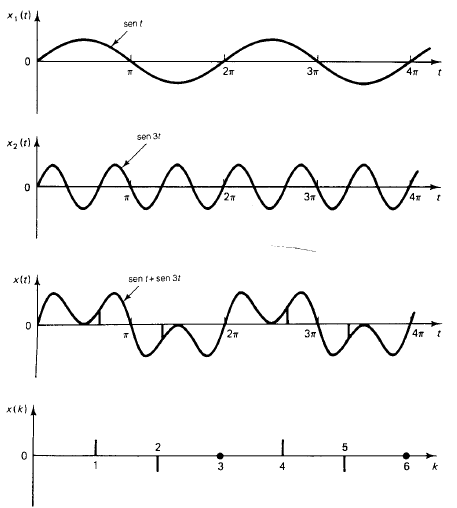 x₁(t)
sen t
0
π 2π 3π 4π t
x₂(t)
sen 3t
0
π 2π 3π 4π t
x(t)
sen t + sen 3t
0
π 2π 3π 4π t
x(k)
2 5
0
1 3 4 6 k